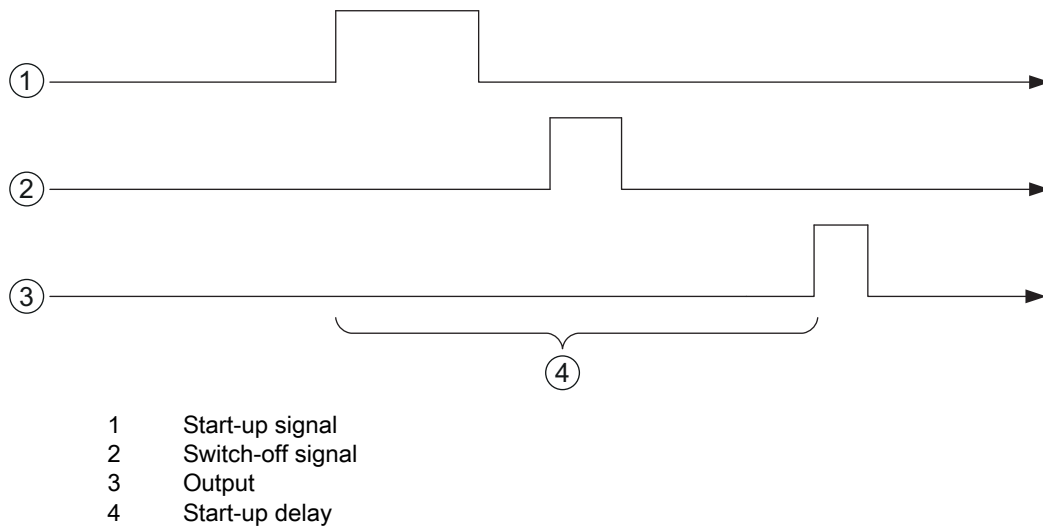 1
2
3
4
1 Start-up signal
2 Switch-off signal
3 Output
4 Start-up delay